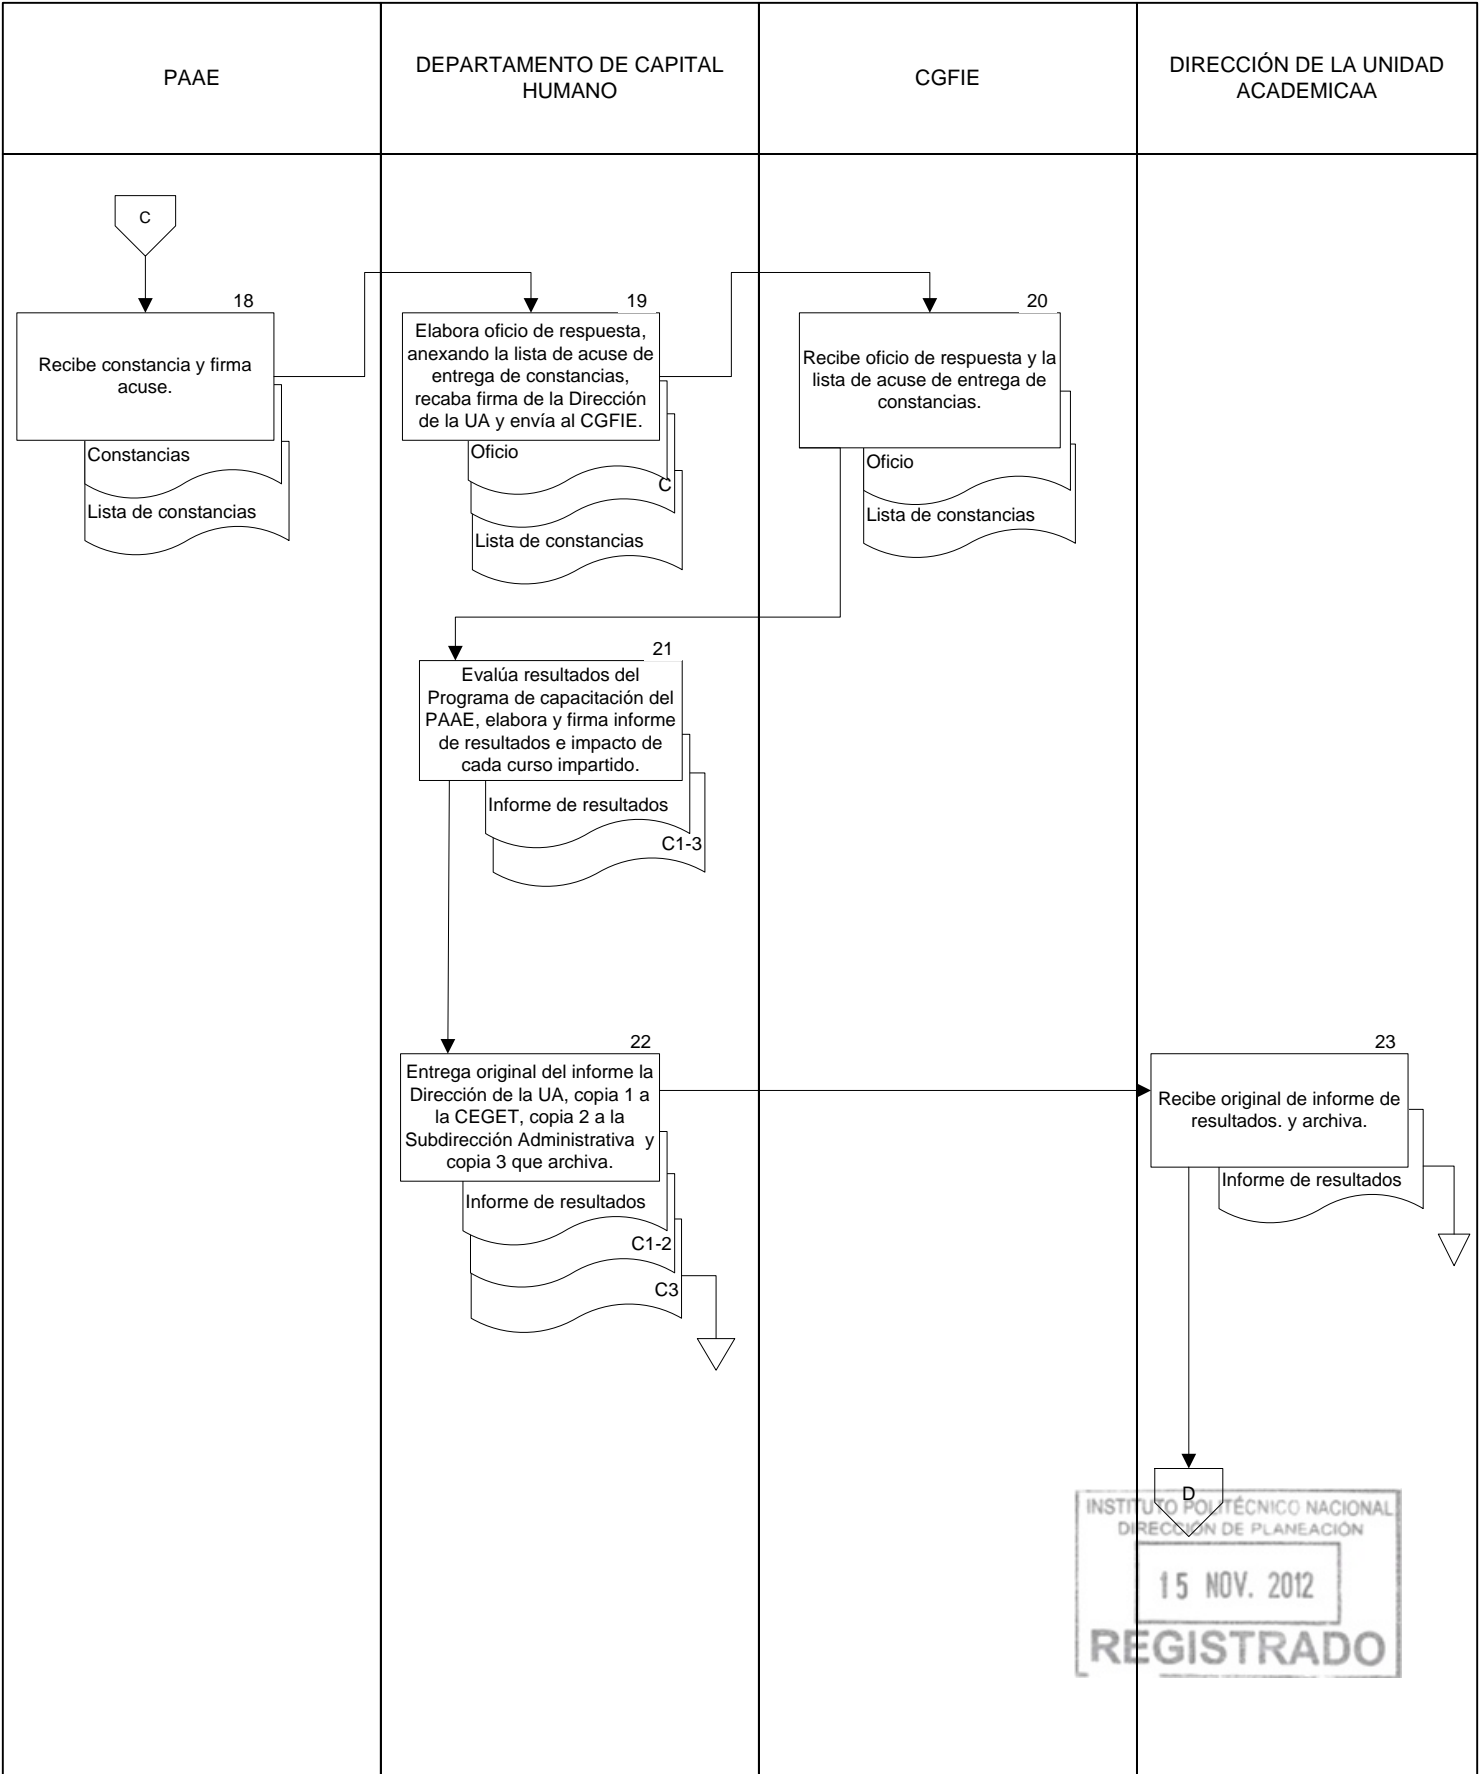 PAAE
DEPARTAMENTO DE CAPITAL
HUMANO
CGFIE
DIRECCIÓN DE LA UNIDAD
ACADEMICAA
C
18
Recibe constancia y firma
acuse.
Constancias
Lista de constancias
19
Elabora oficio de respuesta,
anexando la lista de acuse de
entrega de constancias,
recaba firma de la Dirección
de la UA y envía al CGFIE.
Oficio
C
Lista de constancias
20
Recibe oficio de respuesta y la
lista de acuse de entrega de
constancias.
Oficio
Lista de constancias
21
Evalúa resultados del
Programa de capacitación del
PAAE, elabora y firma informe
de resultados e impacto de
cada curso impartido.
Informe de resultados
C1-3
22
Entrega original del informe la
Dirección de la UA, copia 1 a
la CEGET, copia 2 a la
Subdirección Administrativa y
copia 3 que archiva.
Informe de resultados
C1-2
C3
23
Recibe original de informe de
resultados. y archiva.
Informe de resultados
D
INSTITUTO POLITÉCNICO NACIONAL
DIRECCIÓN DE PLANEACIÓN
15 NOV. 2012
REGISTRADO